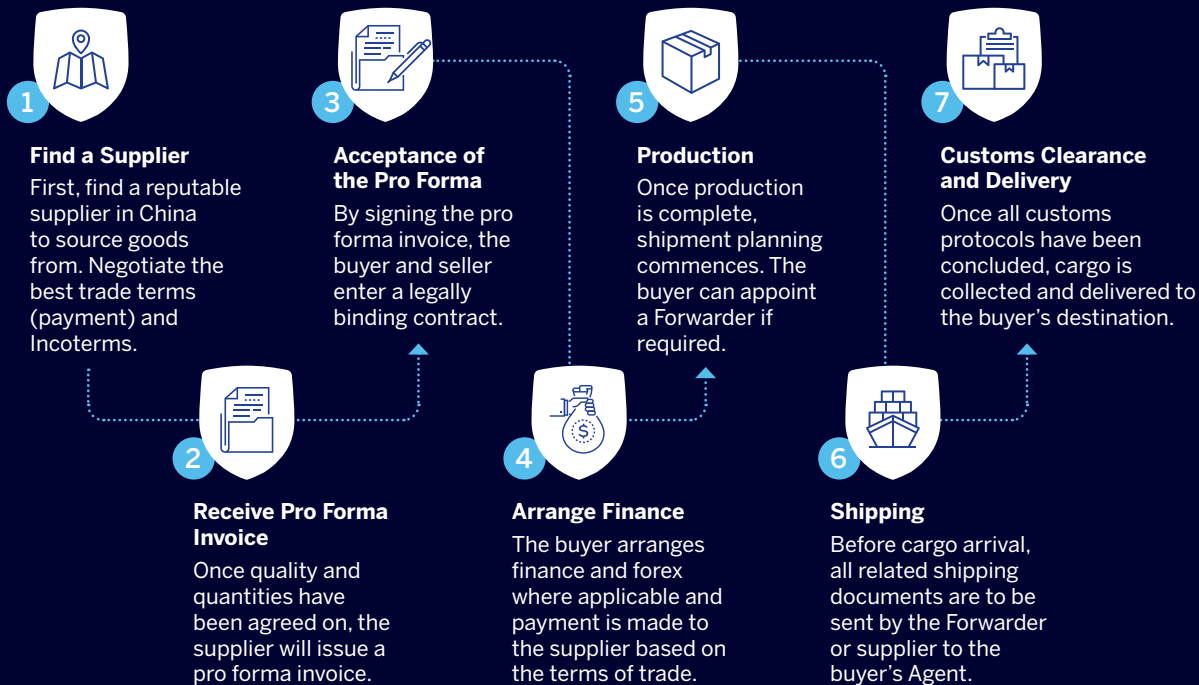 1
Find a Supplier
First, find a reputable
supplier in China
to source goods
from. Negotiate the
best trade terms
(payment) and
Incoterms.
2
Receive Pro Forma
Invoice
Once quality and
quantities have
been agreed on, the
supplier will issue a
pro forma invoice.
3
Acceptance of
the Pro Forma
By signing the pro
forma invoice, the
buyer and seller
enter a legally
binding contract.
4
$
Arrange Finance
The buyer arranges
finance and forex
where applicable and
payment is made to
the supplier based on
the terms of trade.
5
Production
Once production
is complete,
shipment planning
commences. The
buyer can appoint
a Forwarder if
required.
6
Shipping
Before cargo arrival,
all related shipping
documents are to be
sent by the Forwarder
or supplier to the
buyer’s Agent.
7
Customs Clearance
and Delivery
Once all customs
protocols have been
concluded, cargo is
collected and delivered to
the buyer’s destination.